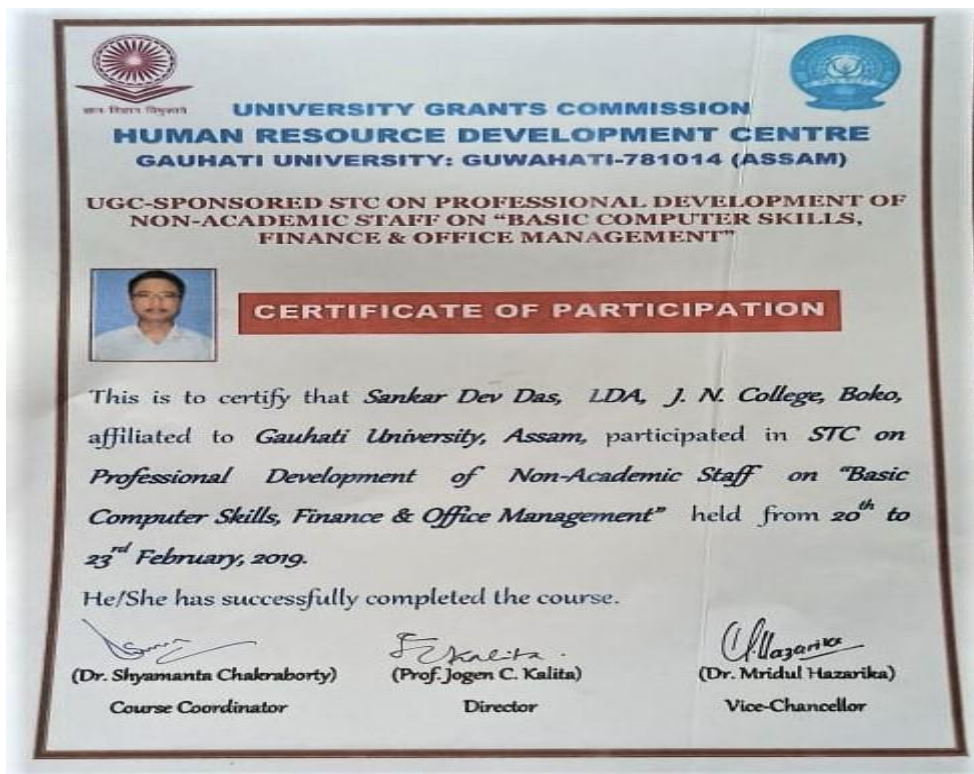 ज्ञान विज्ञान विमुक्तये
UNIVERSITY GRANTS COMMISSION
HUMAN RESOURCE DEVELOPMENT CENTRE
GAUHATI UNIVERSITY: GUWAHATI-781014 (ASSAM)
UGC-SPONSORED STC ON PROFESSIONAL DEVELOPMENT OF
NON-ACADEMIC STAFF ON “BASIC COMPUTER SKILLS,
FINANCE & OFFICE MANAGEMENT”
CERTIFICATE OF PARTICIPATION
This is to certify that Sankar Dev Das, LDA, J. N. College, Boko,
affiliated to Gauhati University, Assam, participated in STC on
Professional Development of Non-Academic Staff on “Basic
Computer Skills, Finance & Office Management” held from 20th to
23rd February, 2019.
He/She has successfully completed the course.
(Dr. Shyamanta Chakraborty) (Prof. Jogen C. Kalita) (Dr. Mridul Hazarika)
Course Coordinator Director Vice-Chancellor